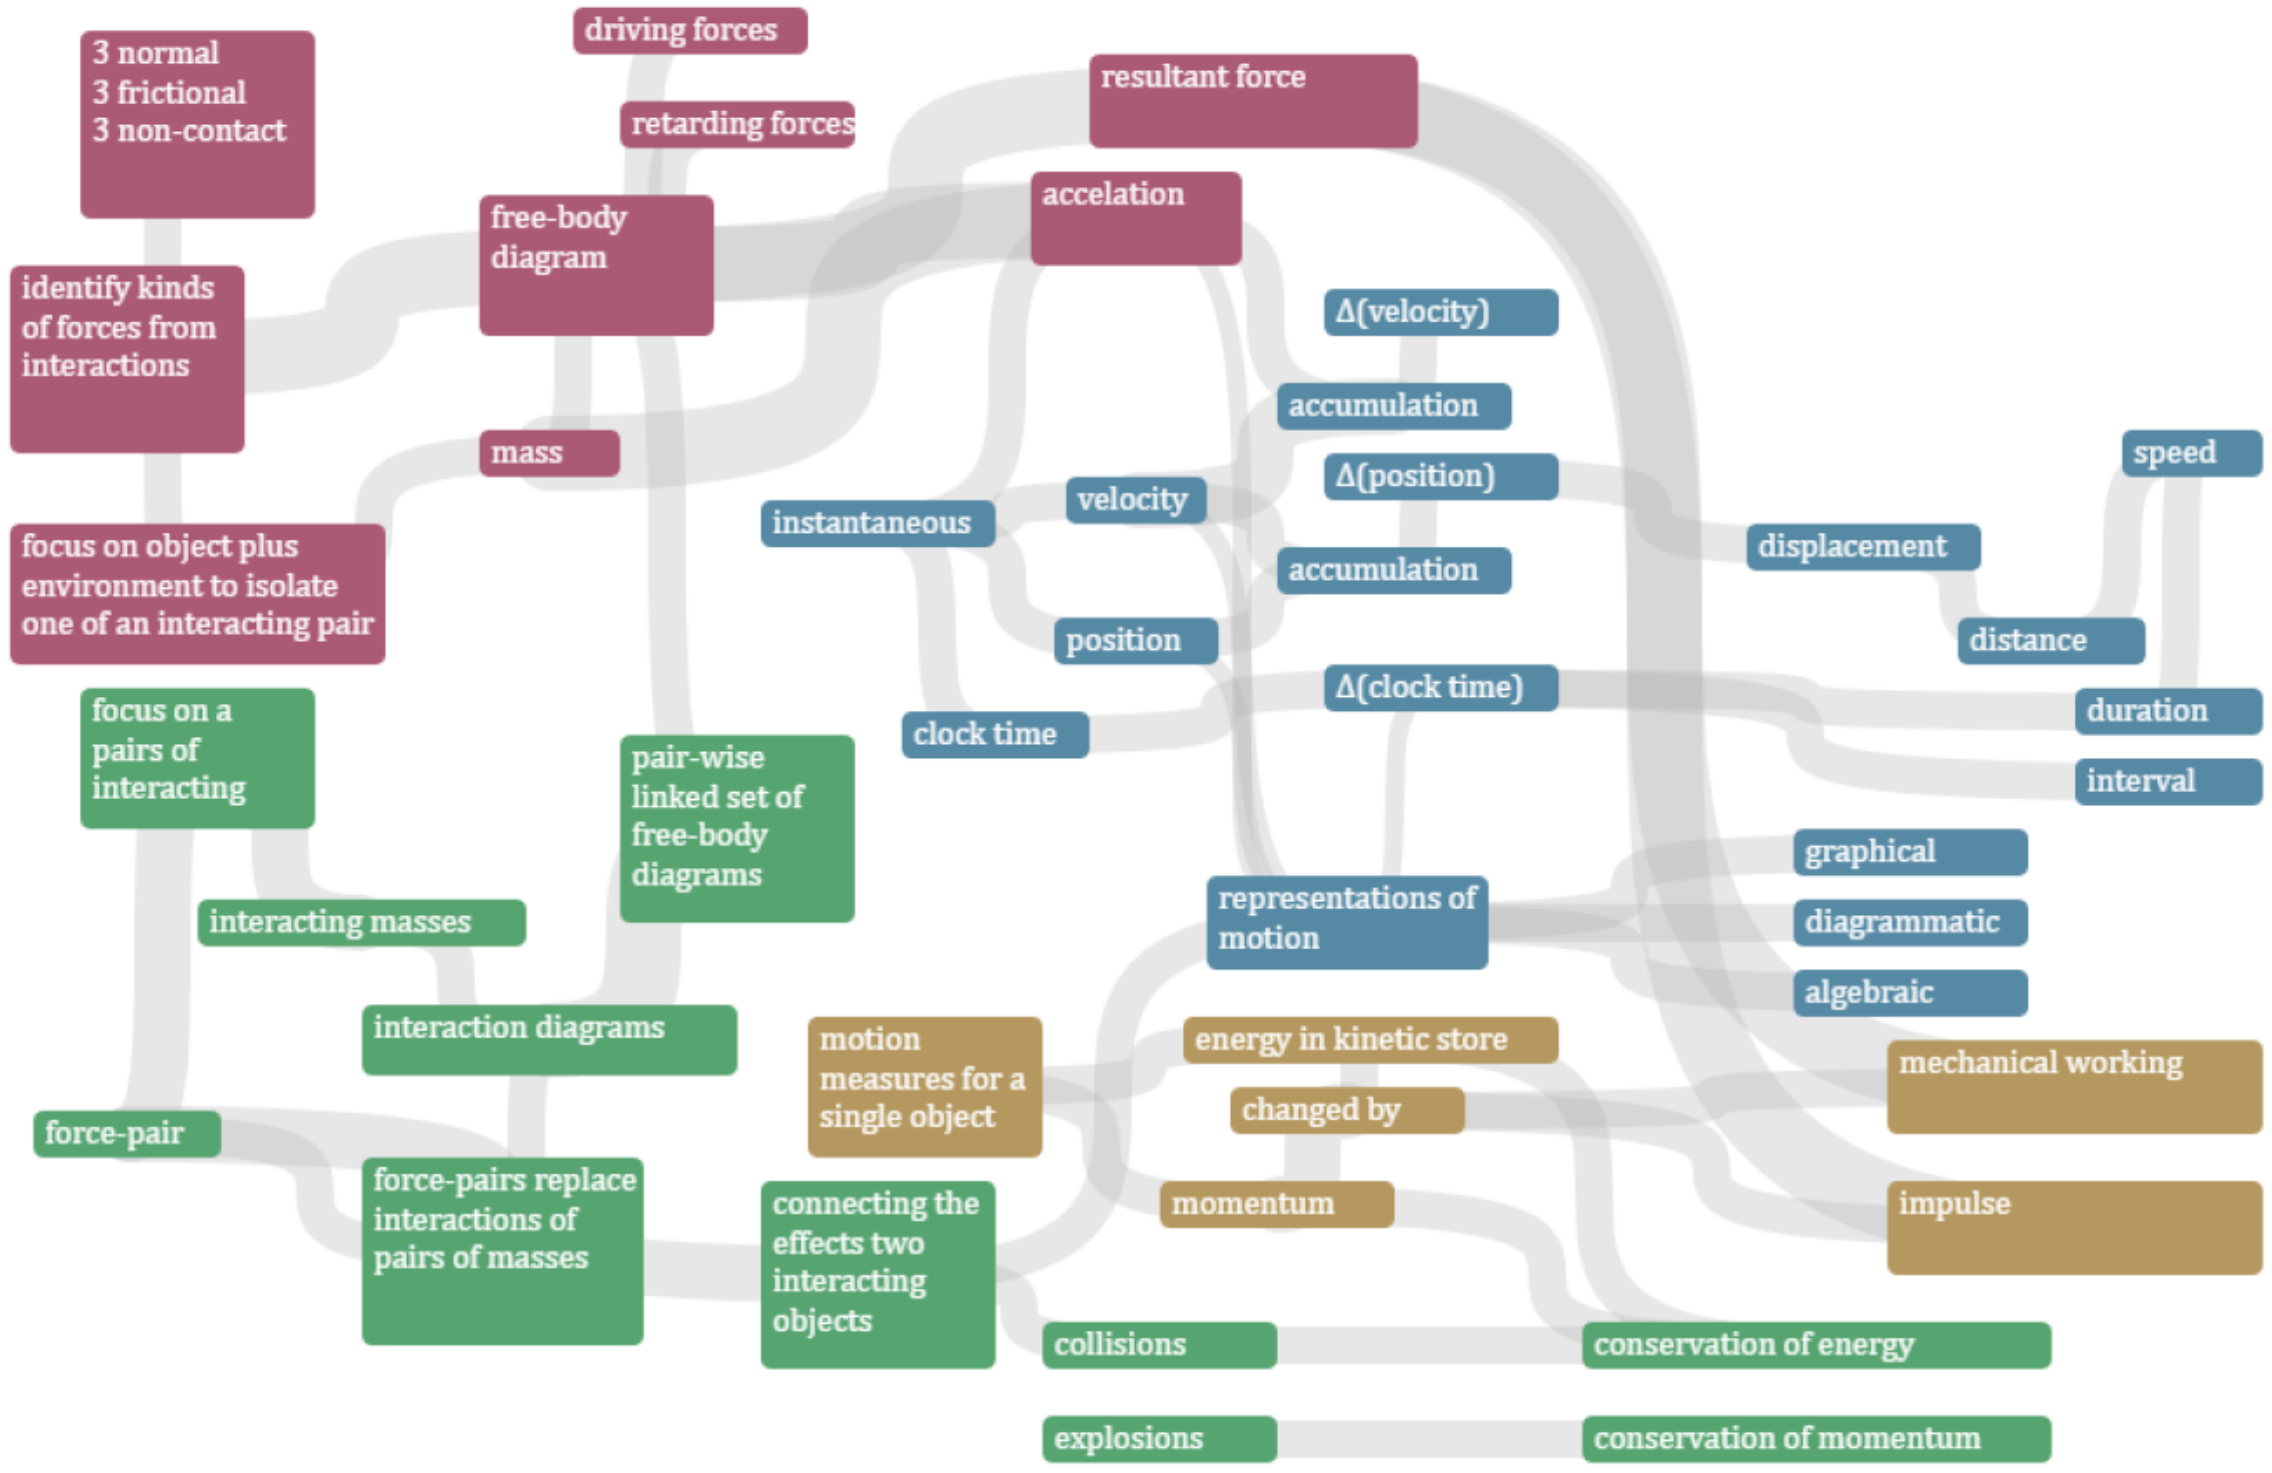 driving forces
3 normal
3 frictional
3 non-contact
resultant force
retarding forces
accelation
free-body
diagram
identify kinds
of forces from
interactions
Δ(velocity)
accumulation
mass
speed
Δ(position)
velocity
instantaneous
focus on object plus
environment to isolate
one of an interacting pair
displacement
accumulation
position
distance
Δ(clock time)
focus on a
pairs of
interacting
duration
clock time
pair-wise
linked set of
free-body
diagrams
interval
graphical
representations of
motion
interacting masses
diagrammatic
algebraic
interaction diagrams
motion
measures for a
single object
energy in kinetic store
mechanical working
changed by
force-pair
force-pairs replace
interactions of
pairs of masses
connecting the
effects two
interacting
objects
momentum
impulse
collisions
conservation of energy
explosions
conservation of momentum